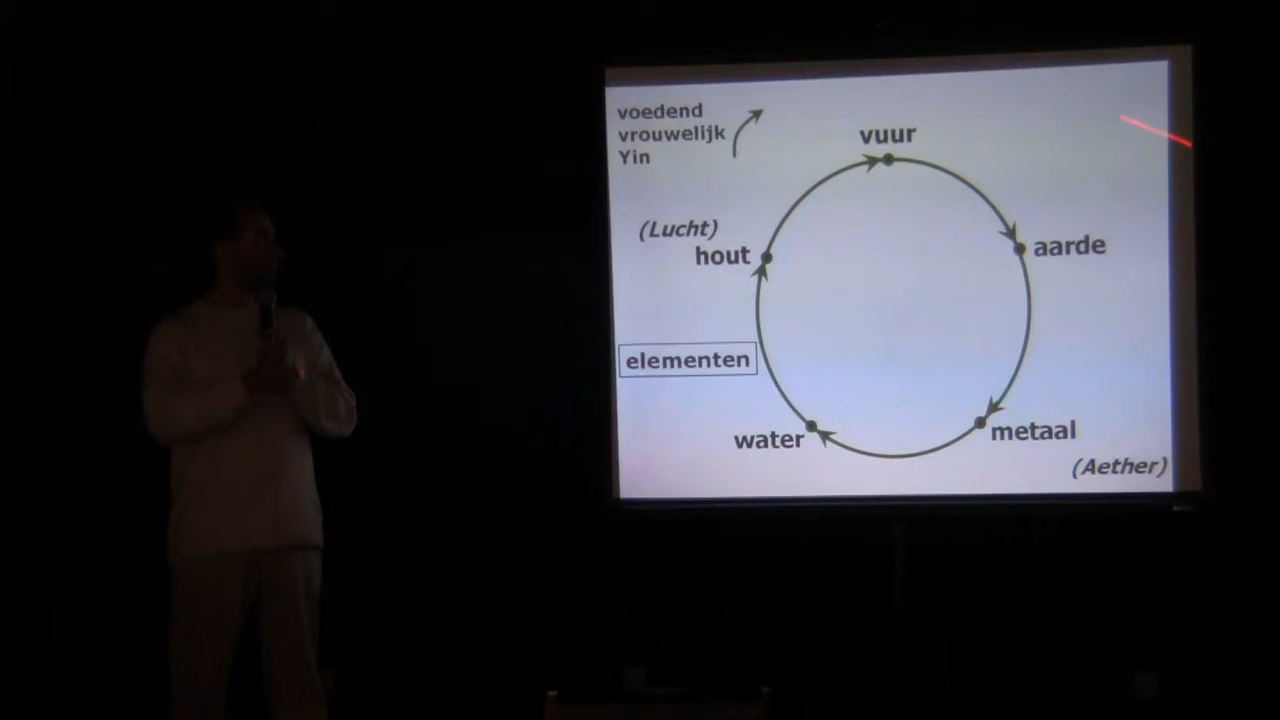 voedend
vrouwelijk
Yin
vuur
(Lucht)
hout
aarde
elementen
water
metaal
(Aether)